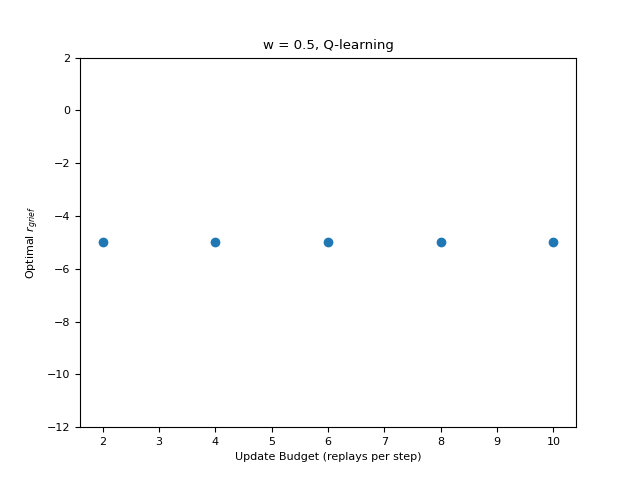 w = 0.5, Q-learning
2
0
−2
−4
−6
−8
−10
−12
Optimal r_grief
2 3 4 5 6 7 8 9 10
Update Budget (replays per step)